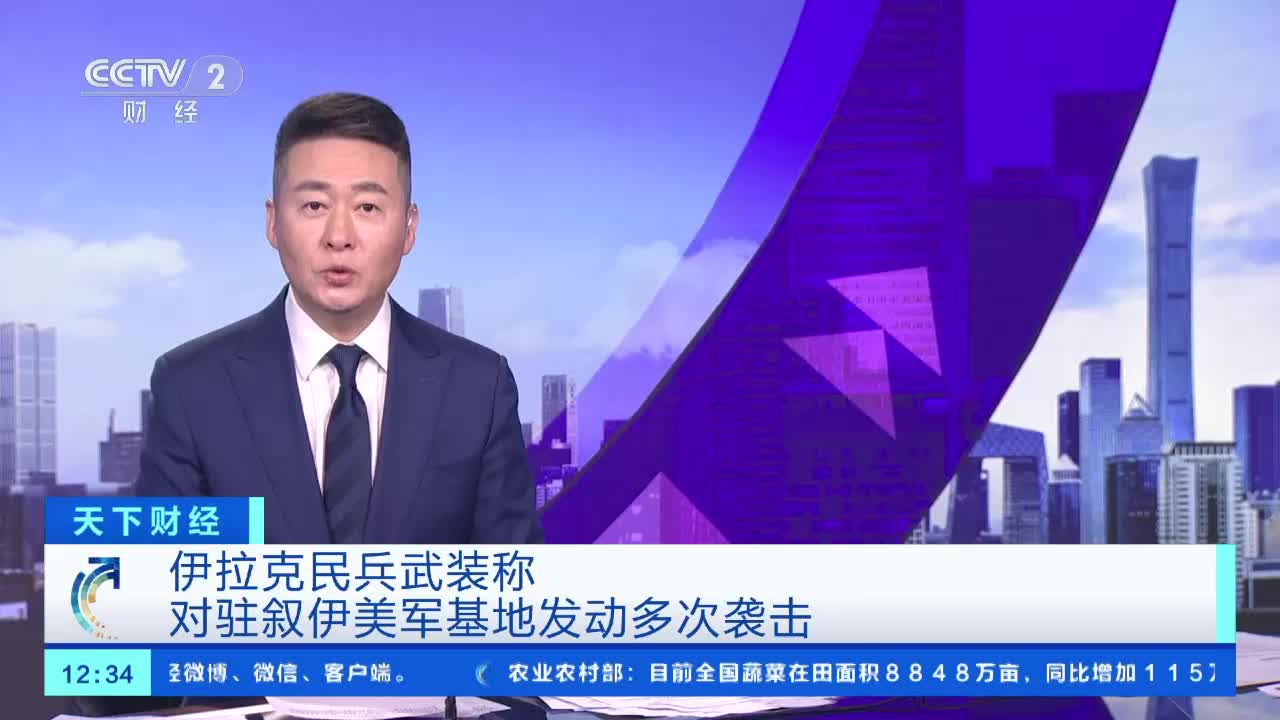 CCTV 2
财 经
天下财经
伊拉克民兵武装称
对驻叙伊美军基地发动多次袭击
12:34
微博、微信、客户端。 农业农村部：目前全国蔬菜在田面积8848万亩，同比增加115